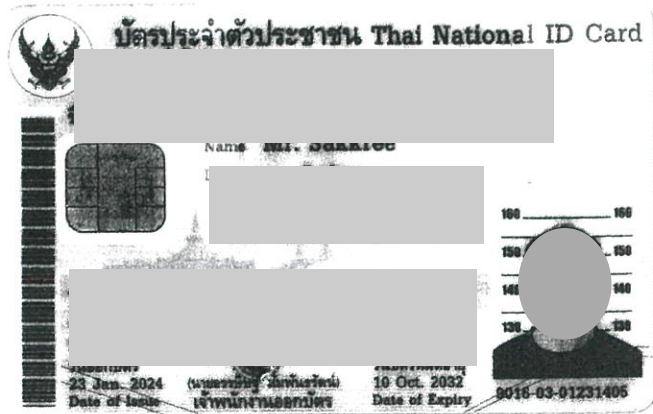 บัตรประจำตัวประชาชน Thai National ID Card
Name Mr. Sakkree
160 160
150 150
140 140
130 130
23 Jan. 2024
Date of Issue
เจ้าพนักงานออกบัตร
10 Oct. 2032
Date of Expiry
0016-03-01231405